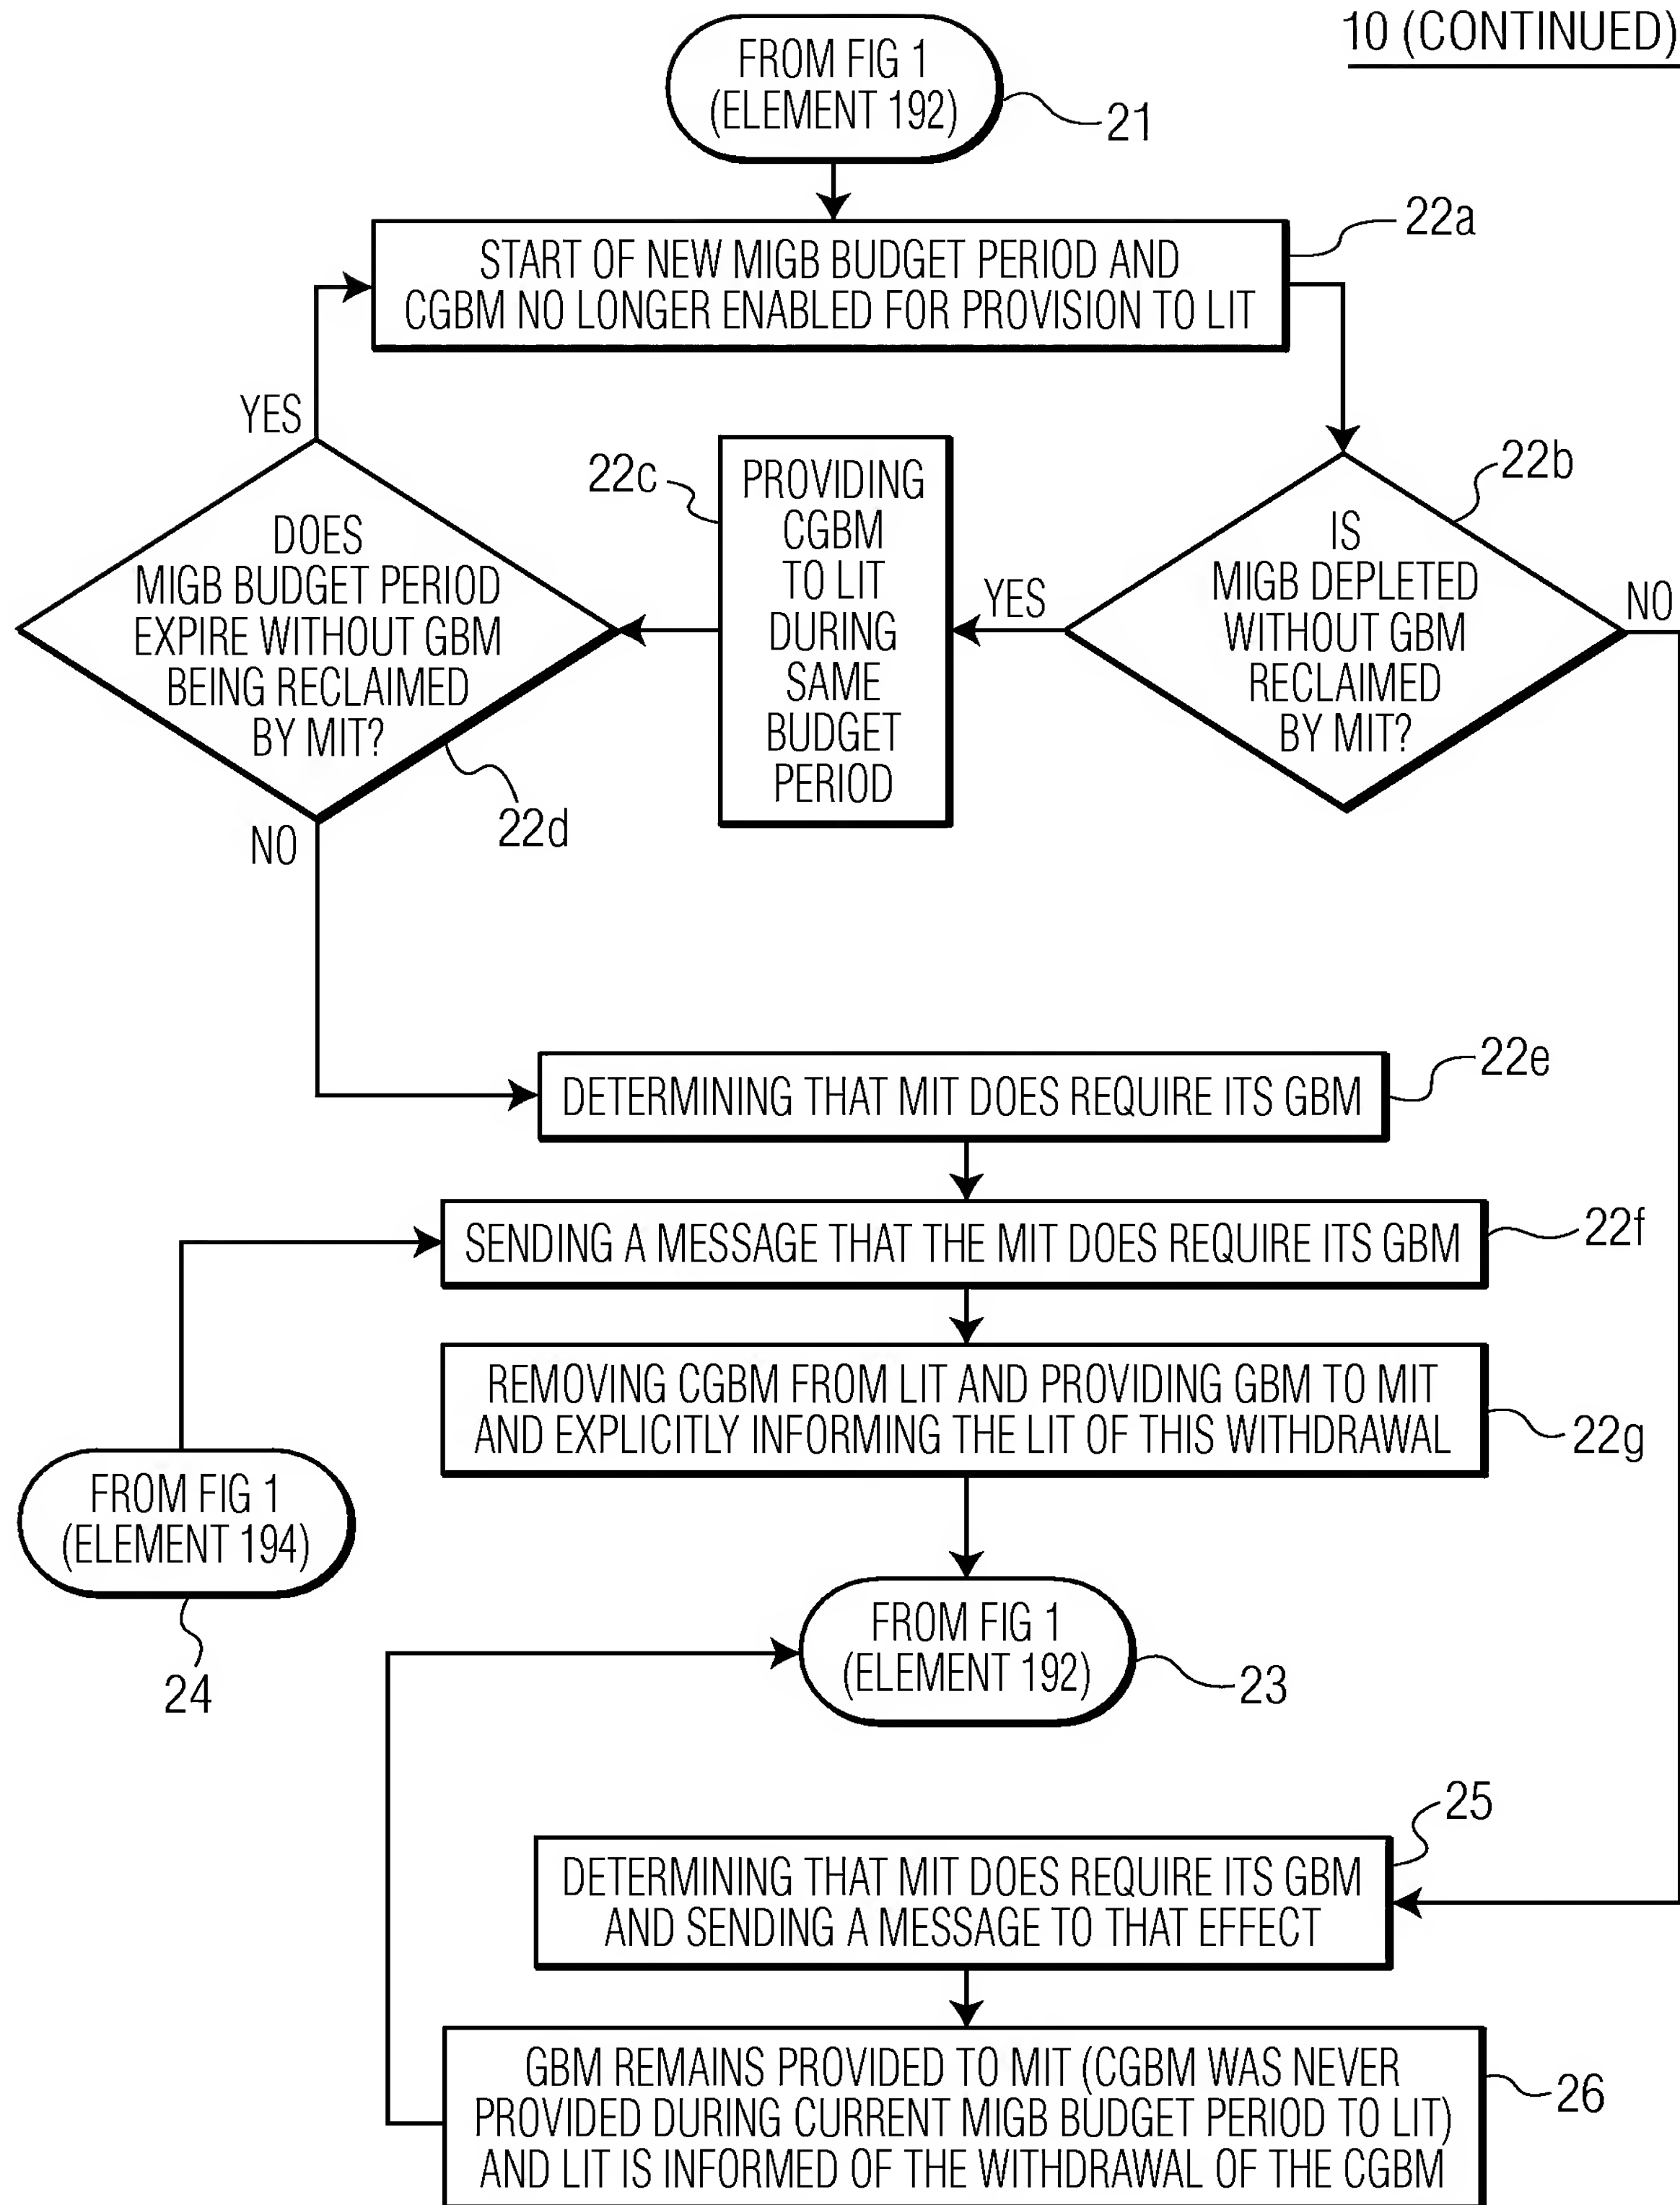 10 (CONTINUED)
FROM FIG 1
(ELEMENT 192)
21
22a
START OF NEW MIGB BUDGET PERIOD AND
CGBM NO LONGER ENABLED FOR PROVISION TO LIT
YES
22c
PROVIDING
CGBM
TO LIT
DURING
SAME
BUDGET
PERIOD
22b
DOES
MIGB BUDGET PERIOD
EXPIRE WITHOUT GBM
BEING RECLAIMED
BY MIT?
YES
IS
MIGB DEPLETED
WITHOUT GBM
RECLAIMED
BY MIT?
NO
22d
NO
22e
DETERMINING THAT MIT DOES REQUIRE ITS GBM
SENDING A MESSAGE THAT THE MIT DOES REQUIRE ITS GBM
22f
REMOVING CGBM FROM LIT AND PROVIDING GBM TO MIT
AND EXPLICITLY INFORMING THE LIT OF THIS WITHDRAWAL
22g
FROM FIG 1
(ELEMENT 194)
24
FROM FIG 1
(ELEMENT 192)
23
25
DETERMINING THAT MIT DOES REQUIRE ITS GBM
AND SENDING A MESSAGE TO THAT EFFECT
GBM REMAINS PROVIDED TO MIT (CGBM WAS NEVER
PROVIDED DURING CURRENT MIGB BUDGET PERIOD TO LIT)
AND LIT IS INFORMED OF THE WITHDRAWAL OF THE CGBM
26